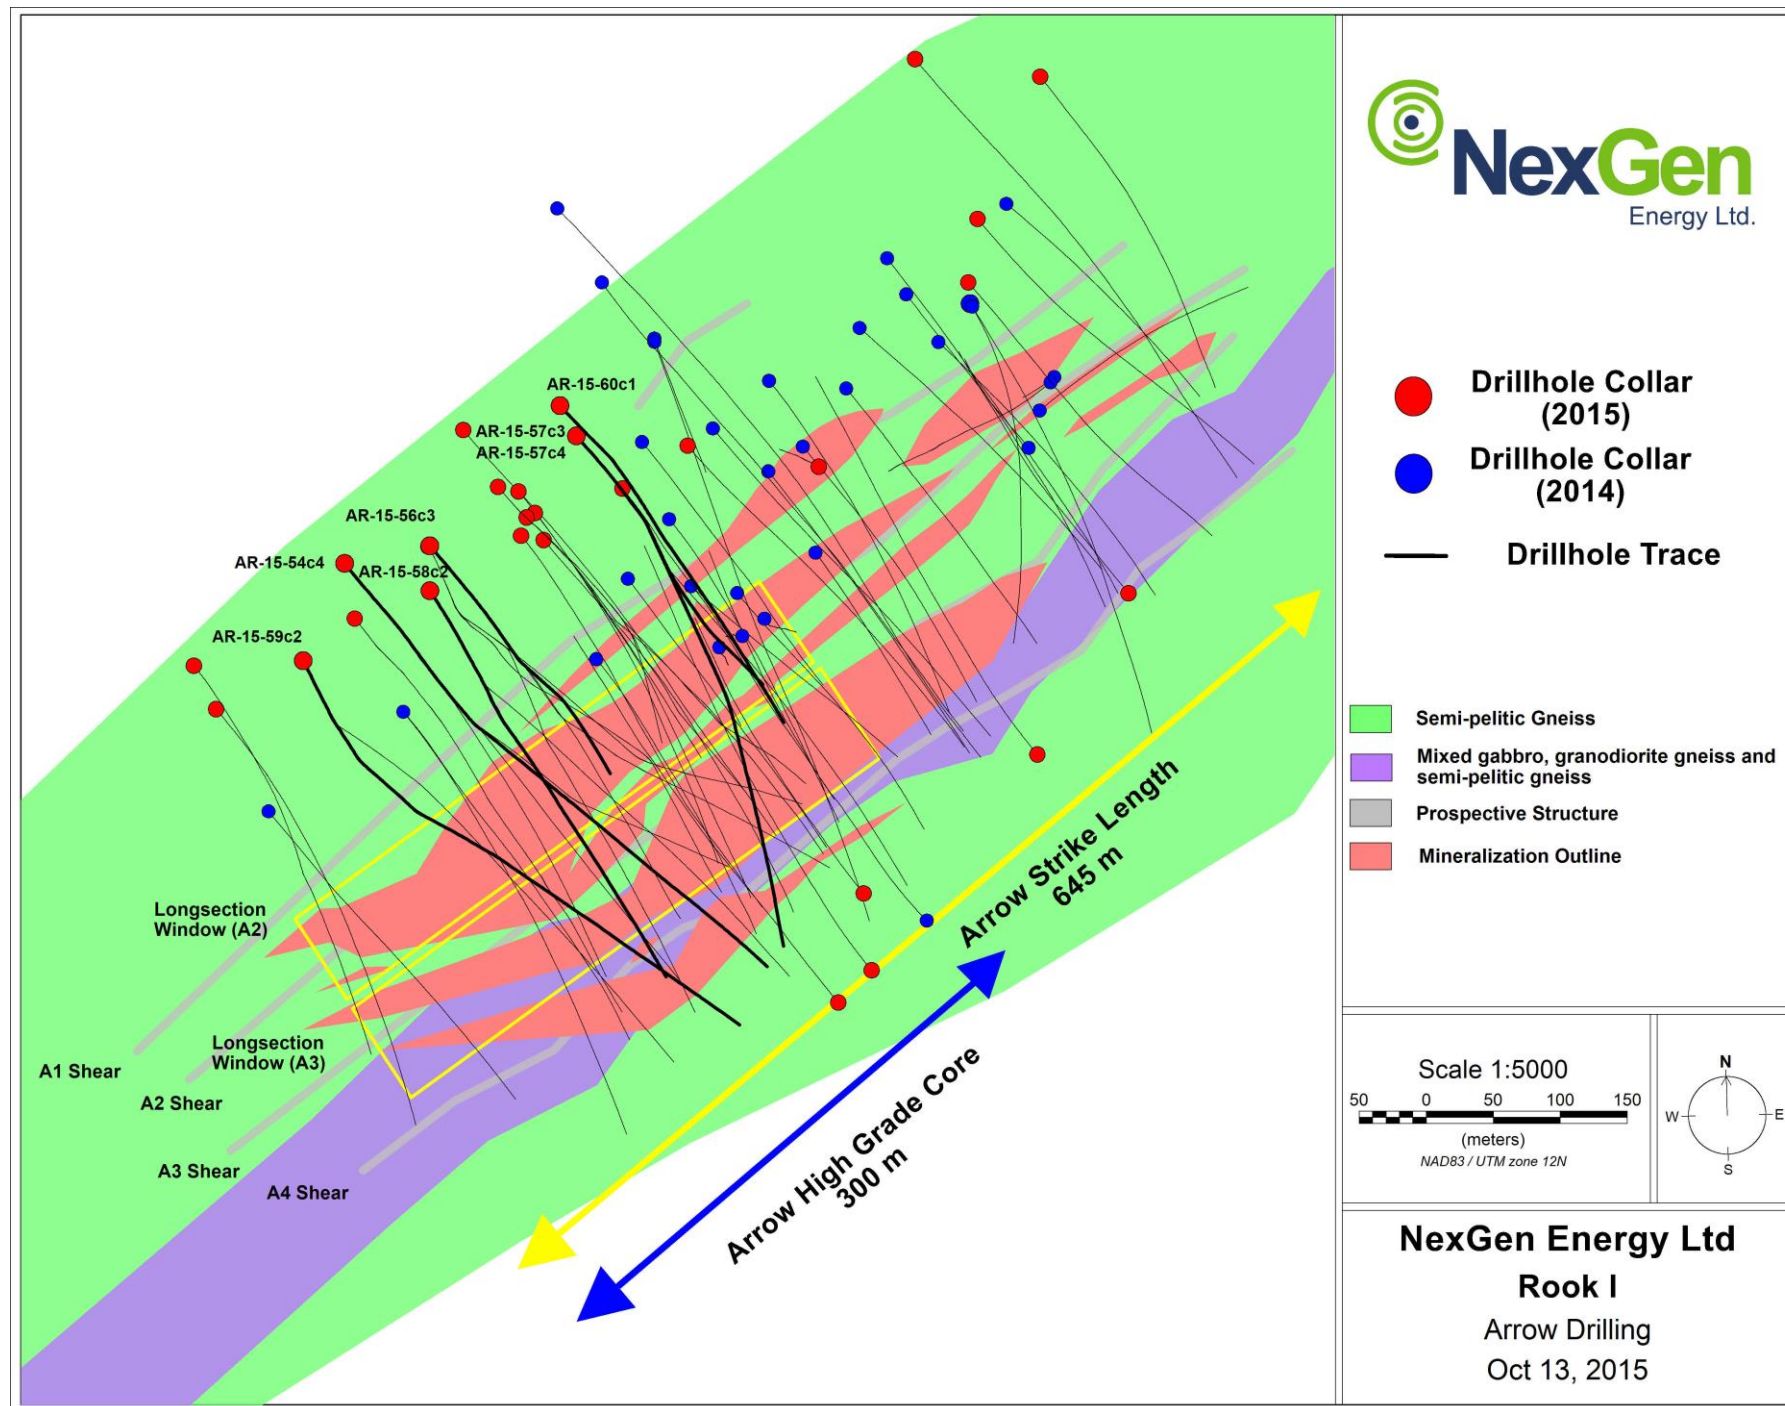 NexGen
Energy Ltd.
Drillhole Collar
(2015)
Drillhole Collar
(2014)
Drillhole Trace
Semi-pelitic Gneiss
Mixed gabbro, granodiorite gneiss and
semi-pelitic gneiss
Prospective Structure
Mineralization Outline
AR-15-60c1
AR-15-57c3
AR-15-57c4
AR-15-56c3
AR-15-54c4
AR-15-58c2
AR-15-59c2
Longsection
Window (A2)
Longsection
Window (A3)
A1 Shear
A2 Shear
A3 Shear
A4 Shear
Arrow Strike Length
645 m
Arrow High Grade Core
300 m
Scale 1:5000
50 0 50 100 150
(meters)
NAD83 / UTM zone 12N
N
W E
S
NexGen Energy Ltd
Rook I
Arrow Drilling
Oct 13, 2015